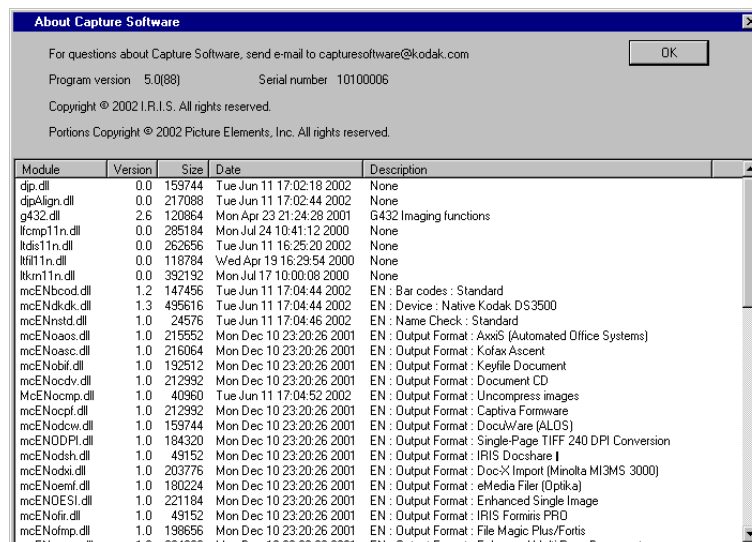 About Capture Software
For questions about Capture Software, send e-mail to capturesoftware@kodak.com
OK
Program version 5.0(88) Serial number 10100006
Copyright © 2002 I.R.I.S. All rights reserved.
Portions Copyright © 2002 Picture Elements, Inc. All rights reserved.
Module Version Size Date Description
djp.dll 0.0 159744 Tue Jun 11 17:02:18 2002 None
djpAlign.dll 0.0 217088 Tue Jun 11 17:02:44 2002 None
g432.dll 2.6 120864 Mon Apr 23 21:24:28 2001 G432 Imaging functions
lfcmp11n.dll 0.0 285184 Mon Jul 24 10:41:12 2000 None
ltdis11n.dll 0.0 262656 Tue Jun 11 16:25:20 2002 None
ltfil11n.dll 0.0 118784 Wed Apr 19 16:29:54 2000 None
ltkrn11n.dll 0.0 392192 Mon Jul 17 10:00:08 2000 None
mcENbcod.dll 1.2 147456 Tue Jun 11 17:04:44 2002 EN : Bar codes : Standard
mcENdkdk.dll 1.3 495616 Tue Jun 11 17:04:44 2002 EN : Device : Native Kodak DS3500
mcENnstd.dll 1.0 24576 Tue Jun 11 17:04:46 2002 EN : Name Check : Standard
mcENoaos.dll 1.0 215552 Mon Dec 10 23:20:26 2001 EN : Output Format : AxxiS (Automated Office Systems)
mcENoasc.dll 1.0 216064 Mon Dec 10 23:20:26 2001 EN : Output Format : Kofax Ascent
mcENobif.dll 1.0 192512 Mon Dec 10 23:20:26 2001 EN : Output Format : Keyfile Document
mcENocdv.dll 1.0 212992 Mon Dec 10 23:20:26 2001 EN : Output Format : Document CD
McENocmp.dll 1.0 40960 Tue Jun 11 17:04:52 2002 EN : Output Format : Uncompress images
mcENocpf.dll 1.0 212992 Mon Dec 10 23:20:26 2001 EN : Output Format : Captiva Formware
mcENodcw.dll 1.0 159744 Mon Dec 10 23:20:26 2001 EN : Output Format : DocuWare (ALOS)
mcENODPI.dll 1.0 184320 Mon Dec 10 23:20:26 2001 EN : Output Format : Single-Page TIFF 240 DPI Conversion
mcENodsh.dll 1.0 49152 Mon Dec 10 23:20:26 2001 EN : Output Format : IRIS Docshare
mcENodxi.dll 1.0 203776 Mon Dec 10 23:20:26 2001 EN : Output Format : Doc-X Import (Minolta MI3MS 3000)
mcENoemf.dll 1.0 180224 Mon Dec 10 23:20:26 2001 EN : Output Format : eMedia Filer (Optika)
mcENOESI.dll 1.0 221184 Mon Dec 10 23:20:26 2001 EN : Output Format : Enhanced Single Image
mcENofir.dll 1.0 49152 Mon Dec 10 23:20:26 2001 EN : Output Format : IRIS Formiris PRO
mcENofmp.dll 1.0 198656 Mon Dec 10 23:20:26 2001 EN : Output Format : File Magic Plus/Fortis